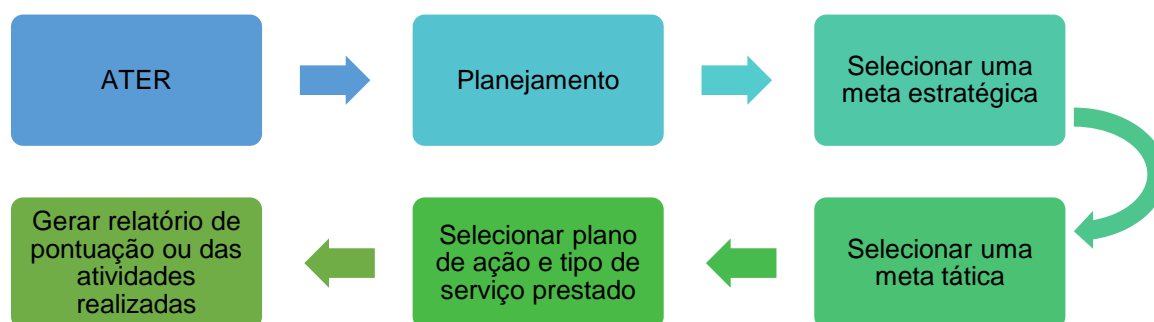 ATER
Planejamento
Selecionar uma
meta estratégica
Selecionar uma
meta tática
Selecionar plano
de ação e tipo de
serviço prestado
Gerar relatório de
pontuação ou das
atividades
realizadas